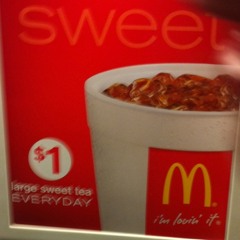 sweet
$1
large sweet tea
EVERYDAY
M
i'm lovin' it®